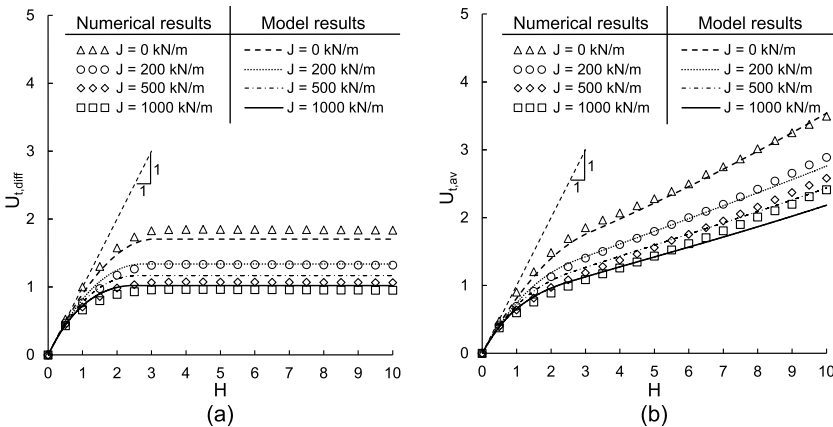 Numerical results Model results
J = 0 kN/m J = 0 kN/m
J = 200 kN/m J = 200 kN/m
J = 500 kN/m J = 500 kN/m
J = 1000 kN/m J = 1000 kN/m
5
4
3
2
1
0
U_t,diff
1
1
0 1 2 3 4 5 6 7 8 9 10
H
(a)
Numerical results Model results
J = 0 kN/m J = 0 kN/m
J = 200 kN/m J = 200 kN/m
J = 500 kN/m J = 500 kN/m
J = 1000 kN/m J = 1000 kN/m
5
4
3
2
1
0
U_t,av
1
1
0 1 2 3 4 5 6 7 8 9 10
H
(b)